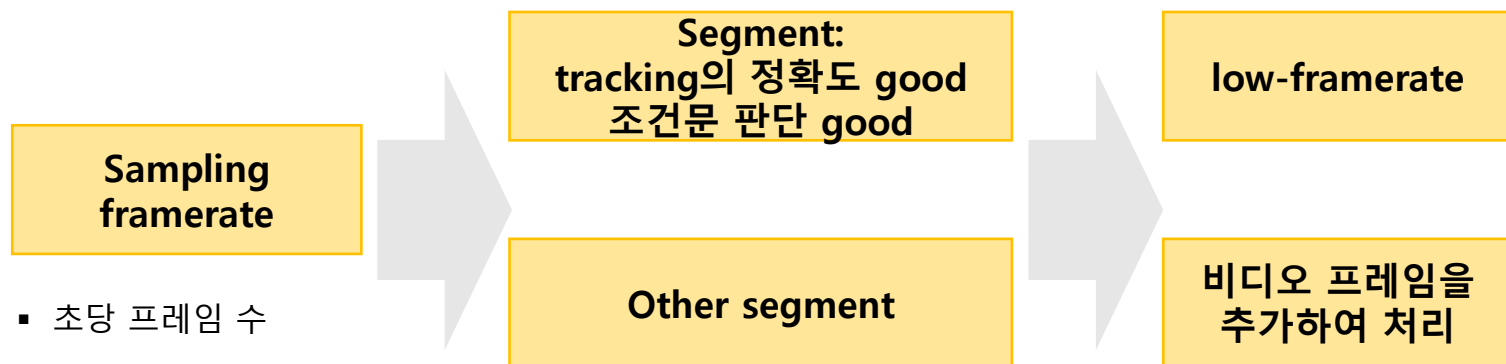 Sampling
framerate
▪ 초당 프레임 수
Segment:
tracking의 정확도 good
조건문 판단 good
Other segment
low-framerate
비디오 프레임을
추가하여 처리